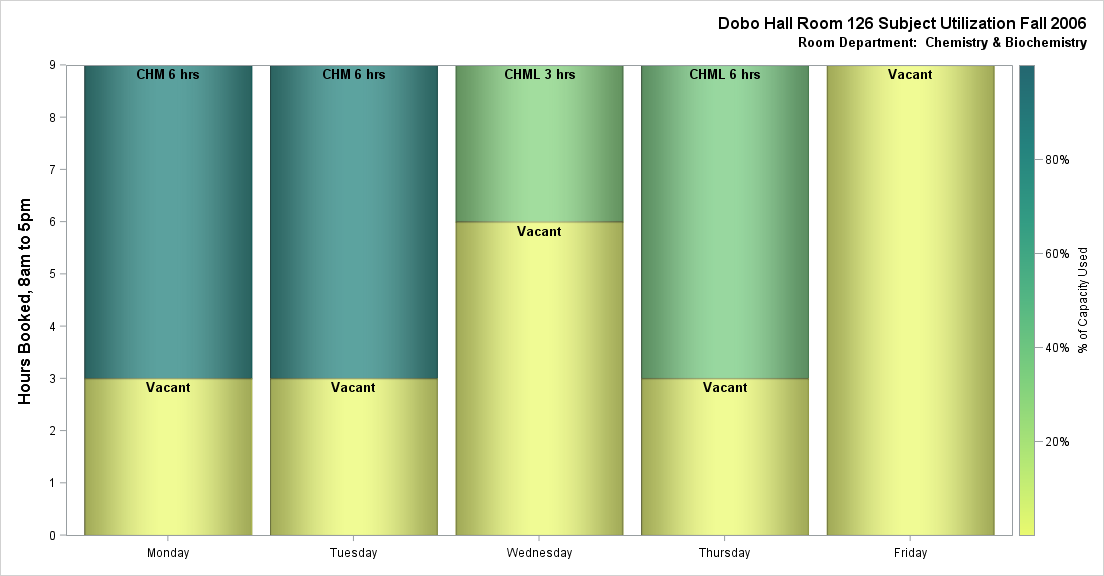 Dobo Hall Room 126 Subject Utilization Fall 2006
Room Department: Chemistry & Biochemistry
Hours Booked, 8am to 5pm
9
8
7
6
5
4
3
2
1
0
CHM 6 hrs
Vacant
CHM 6 hrs
Vacant
CHML 3 hrs
Vacant
CHML 6 hrs
Vacant
Vacant
Monday
Tuesday
Wednesday
Thursday
Friday
80%
60%
40%
20%
% of Capacity Used